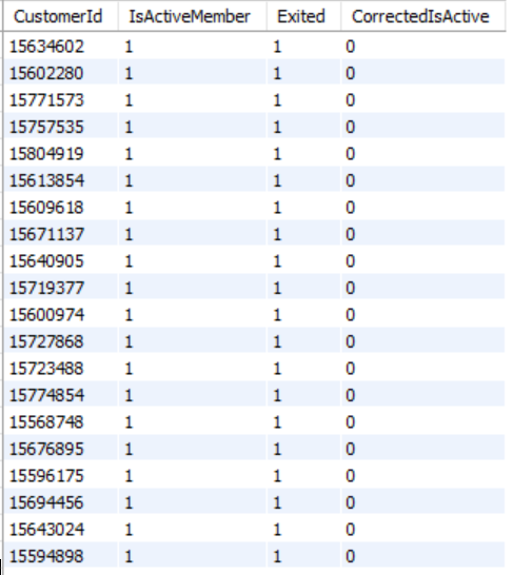 CustomerId IsActiveMember Exited CorrectedIsActive
15634602 1 1 0
15602280 1 1 0
15771573 1 1 0
15757535 1 1 0
15804919 1 1 0
15613854 1 1 0
15609618 1 1 0
15671137 1 1 0
15640905 1 1 0
15719377 1 1 0
15600974 1 1 0
15727868 1 1 0
15723488 1 1 0
15774854 1 1 0
15568748 1 1 0
15676895 1 1 0
15596175 1 1 0
15694456 1 1 0
15643024 1 1 0
15594898 1 1 0